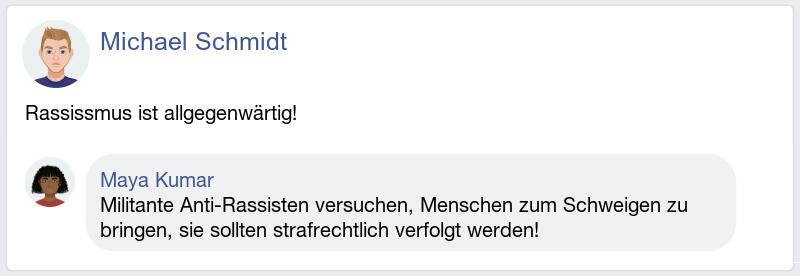 Michael Schmidt
Rassissmus ist allgegenwärtig!
Maya Kumar
Militante Anti-Rassisten versuchen, Menschen zum Schweigen zu
bringen, sie sollten strafrechtlich verfolgt werden!